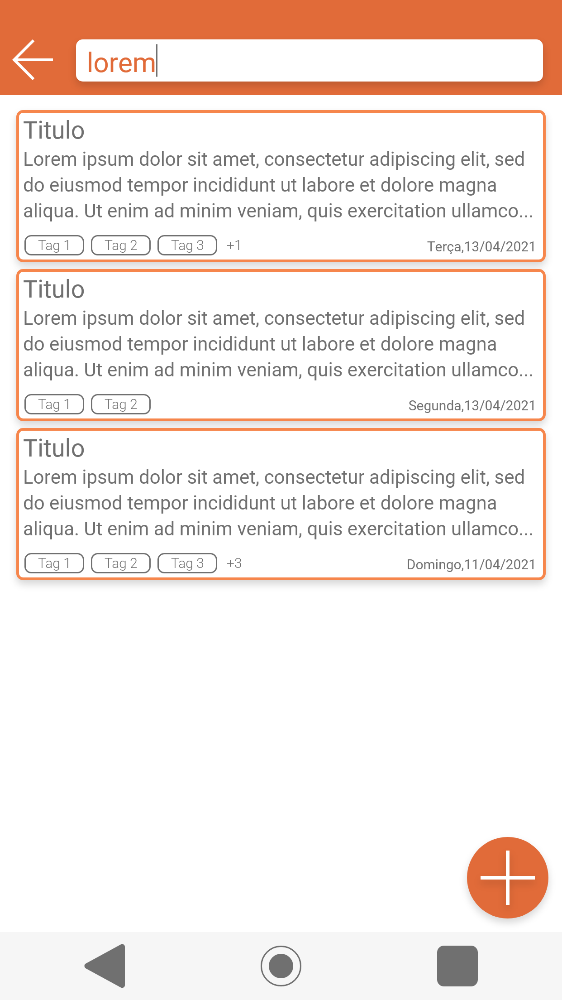 lorem
Titulo
Lorem ipsum dolor sit amet, consectetur adipiscing elit, sed
do eiusmod tempor incididunt ut labore et dolore magna
aliqua. Ut enim ad minim veniam, quis exercitation ullamco...
Tag 1 Tag 2 Tag 3 +1 Terça,13/04/2021
Titulo
Lorem ipsum dolor sit amet, consectetur adipiscing elit, sed
do eiusmod tempor incididunt ut labore et dolore magna
aliqua. Ut enim ad minim veniam, quis exercitation ullamco...
Tag 1 Tag 2 Segunda,13/04/2021
Titulo
Lorem ipsum dolor sit amet, consectetur adipiscing elit, sed
do eiusmod tempor incididunt ut labore et dolore magna
aliqua. Ut enim ad minim veniam, quis exercitation ullamco...
Tag 1 Tag 2 Tag 3 +3 Domingo,11/04/2021